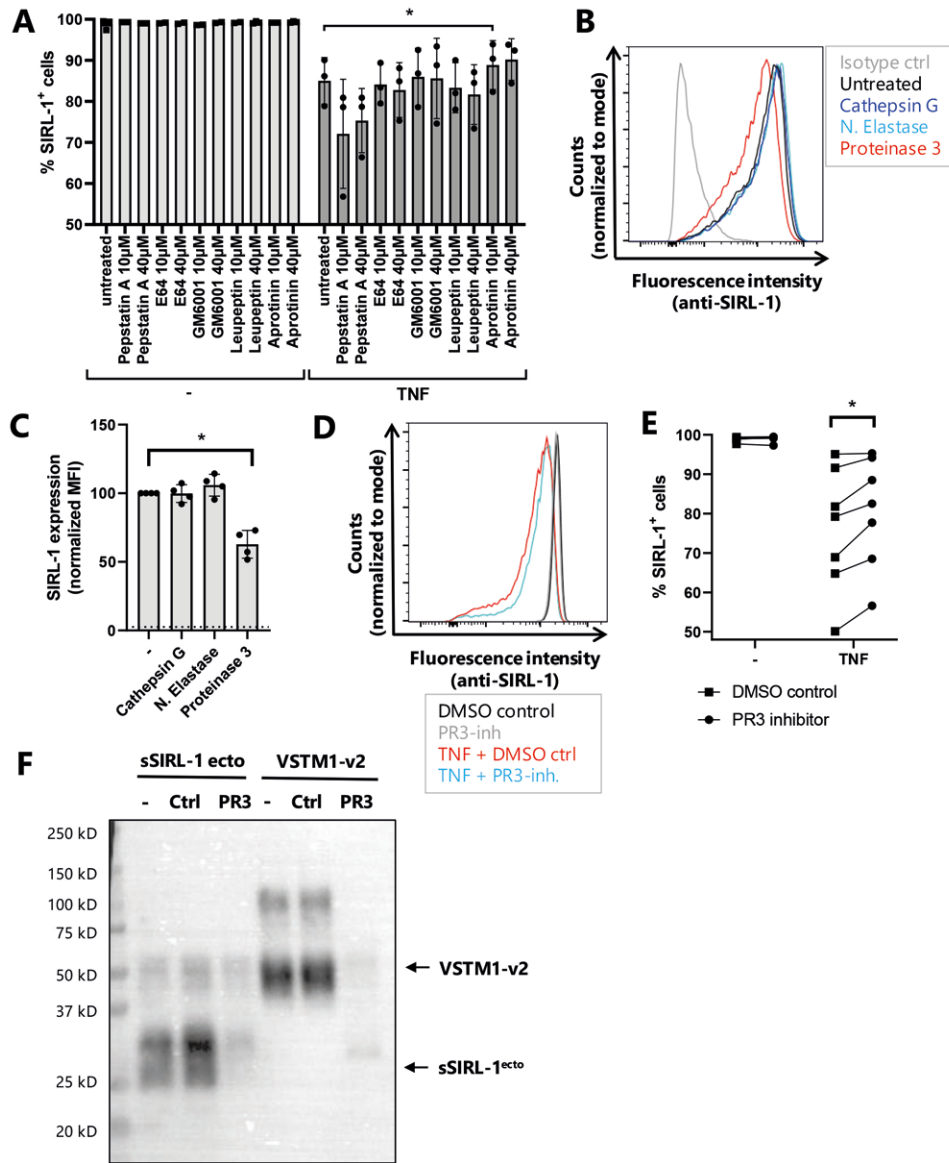 A
*
100
90
80
70
60
50
% SIRL-1+ cells
untreated
Pepstatin A 10μM
Pepstatin A 40μM
E64 10μM
E64 40μM
GM6001 10μM
GM6001 40μM
Leupeptin 10μM
Leupeptin 40μM
Aprotinin 10μM
Aprotinin 40μM
untreated
Pepstatin A 10μM
Pepstatin A 40μM
E64 10μM
E64 40μM
GM6001 10μM
GM6001 40μM
Leupeptin 10μM
Leupeptin 40μM
Aprotinin 10μM
Aprotinin 40μM
-
TNF
B
Counts
(normalized to mode)
Fluorescence intensity
(anti-SIRL-1)
Isotype ctrl
Untreated
Cathepsin G
N. Elastase
Proteinase 3
C
*
150
100
50
0
SIRL-1 expression
(normalized MFI)
-
Cathepsin G
N. Elastase
Proteinase 3
D
Counts
(normalized to mode)
Fluorescence intensity
(anti-SIRL-1)
DMSO control
PR3-inh
TNF + DMSO ctrl
TNF + PR3-inh.
E
*
100
90
80
70
60
50
% SIRL-1+ cells
-
TNF
DMSO control
PR3 inhibitor
F
sSIRL-1 ecto VSTM1-v2
- Ctrl PR3 - Ctrl PR3
250 kD
150 kD
100 kD
75 kD
50 kD
37 kD
25 kD
20 kD
VSTM1-v2
sSIRL-1ecto